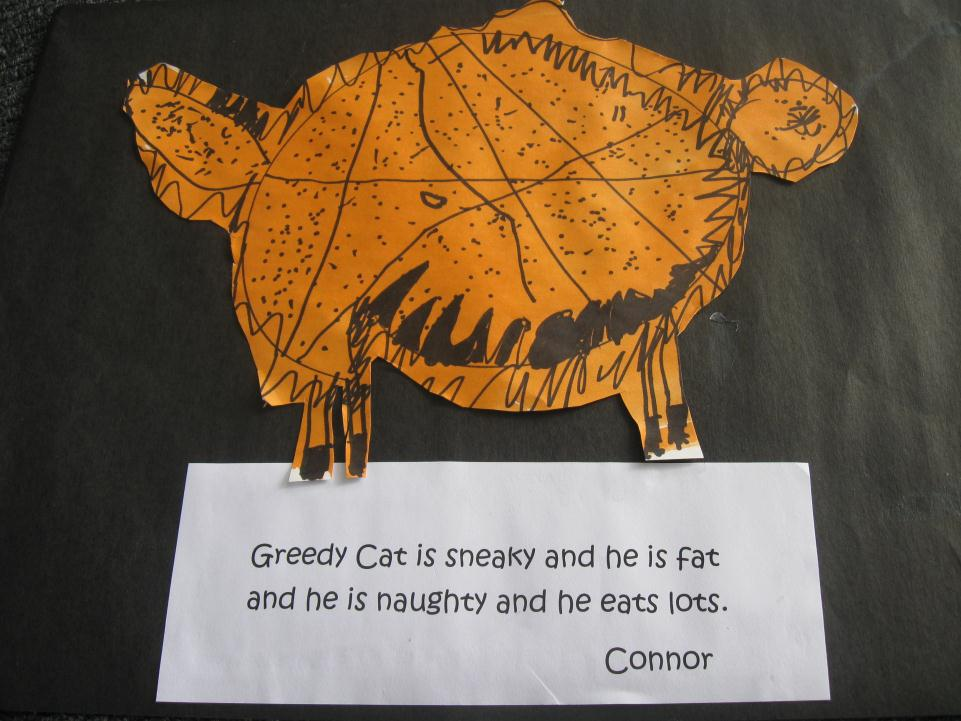 Greedy Cat is sneaky and he is fat
and he is naughty and he eats lots.
Connor